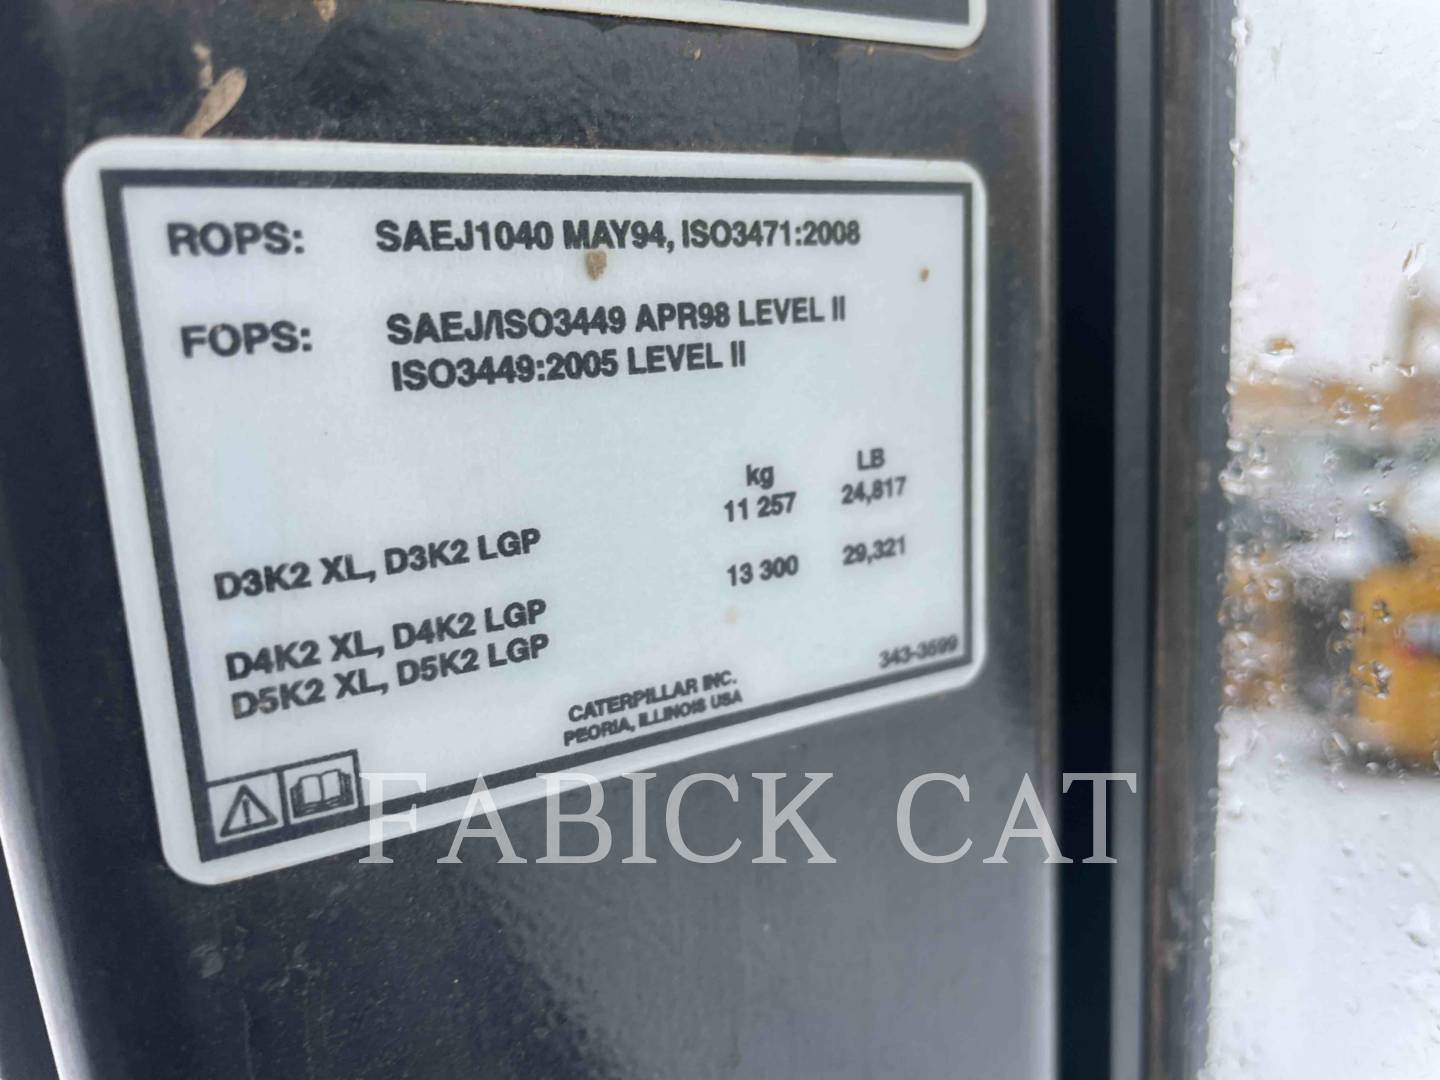 ROPS: SAEJ1040 MAY94, ISO3471:2008
FOPS: SAEJ/ISO3449 APR98 LEVEL II
ISO3449:2005 LEVEL II
kg LB
D3K2 XL, D3K2 LGP 11 257 24,817
D4K2 XL, D4K2 LGP 13 300 29,321
D5K2 XL, D5K2 LGP
CATERPILLAR INC. 343-3599
PEORIA, ILLINOIS USA
FABICK CAT